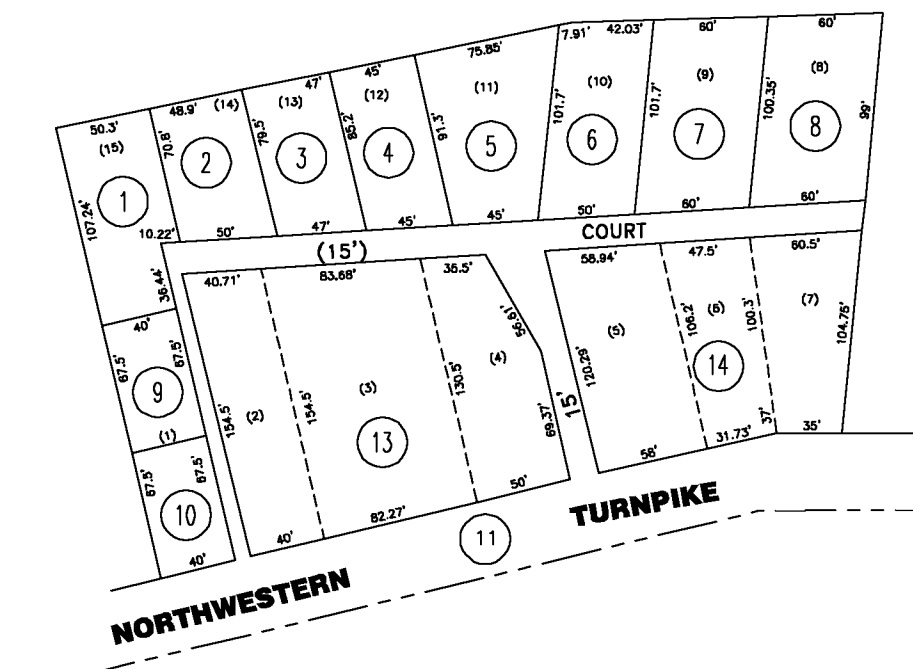 60' 60'
7.91' 42.03'
75.85'
45'
47'
48.9' (14) (13) (12) (11) (10) (9) (8)
50.3'
(15)
107.24' 70.8' 79.5' 85.2' 91.3' 101.7' 101.7' 100.35' 99'
1 2 3 4 5 6 7 8
10.22' 50' 47' 45' 45' 50' 60' 60'
COURT
(15')
36.44'
40.71' 83.68' 35.5' 58.94' 47.5' 60.5'
56.61'
40'
67.5' 67.5'
9
(1)
67.5' 67.5'
10
40'
154.5' (2) 154.5' (3) 130.5' (4)
13
69.37' 15' 120.29' (5) 106.2' (6) 100.3' (7) 104.75'
14
37'
40' 82.27' 50' 58' 31.73' 35'
11
NORTHWESTERN TURNPIKE